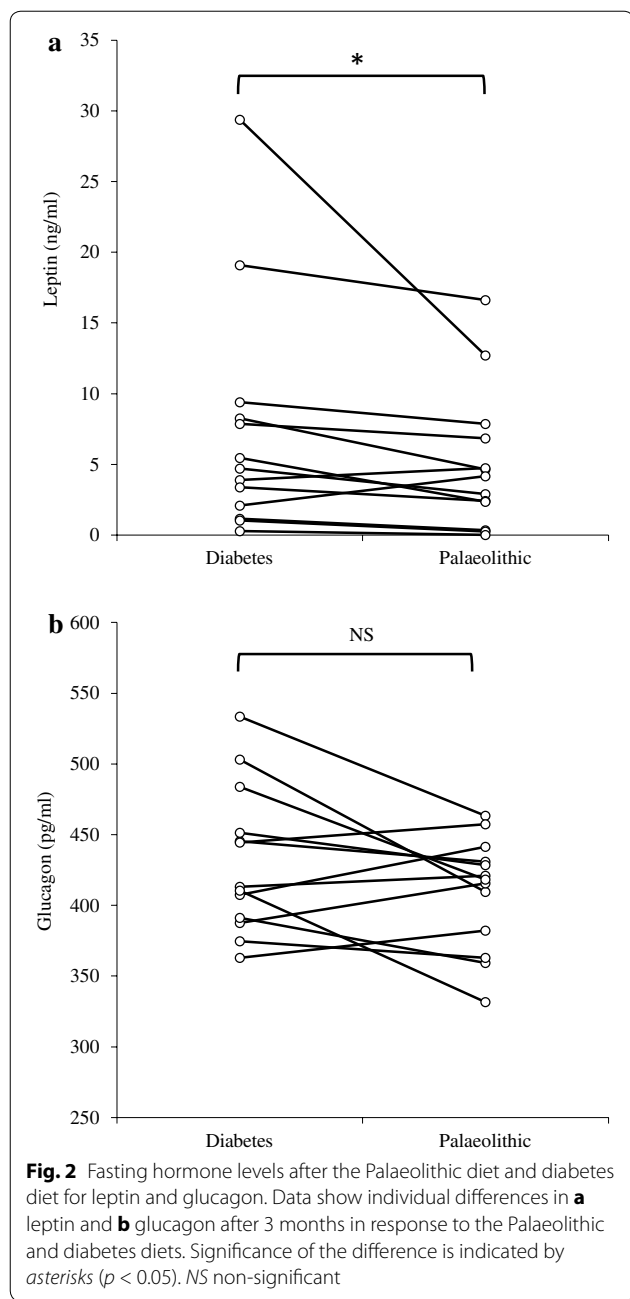 a
35
*
30
25
20
Leptin (ng/ml)
15
10
5
0
Diabetes Palaeolithic
b
600
NS
550
500
450
Glucagon (pg/ml)
400
350
300
250
Diabetes Palaeolithic
Fig. 2 Fasting hormone levels after the Palaeolithic diet and diabetes
diet for leptin and glucagon. Data show individual differences in a
leptin and b glucagon after 3 months in response to the Palaeolithic
and diabetes diets. Significance of the difference is indicated by
asterisks (p < 0.05). NS non-significant